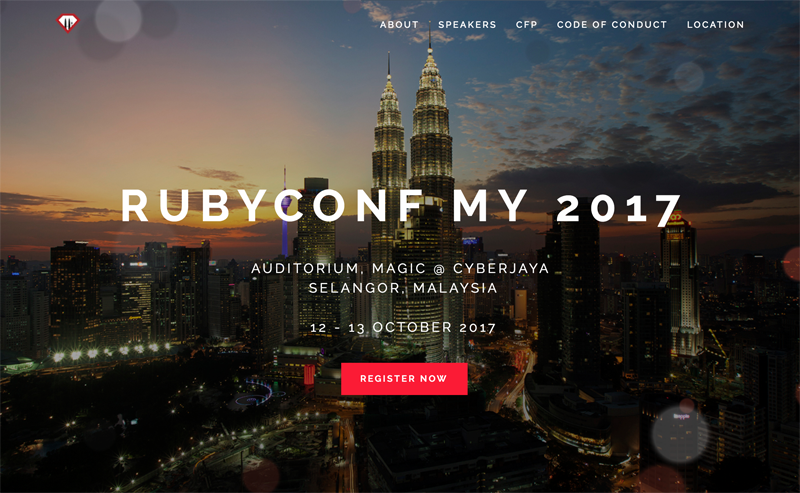 ABOUT SPEAKERS CFP CODE OF CONDUCT LOCATION
RUBYCONF MY 2017
AUDITORIUM, MAGIC @ CYBERJAYA
SELANGOR, MALAYSIA
12 - 13 OCTOBER 2017
REGISTER NOW